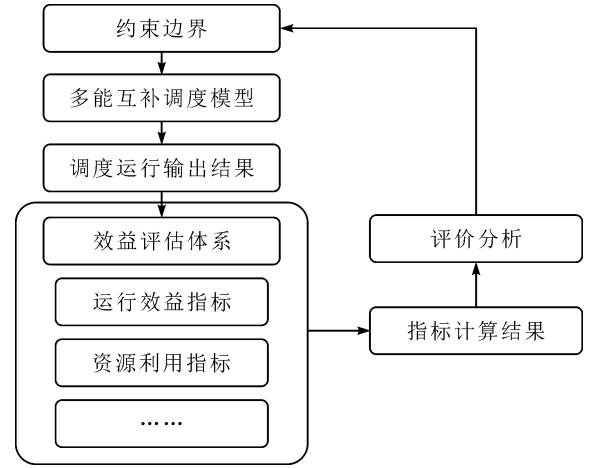 约束边界
多能互补调度模型
调度运行输出结果
效益评估体系
运行效益指标
资源利用指标
……
评价分析
指标计算结果